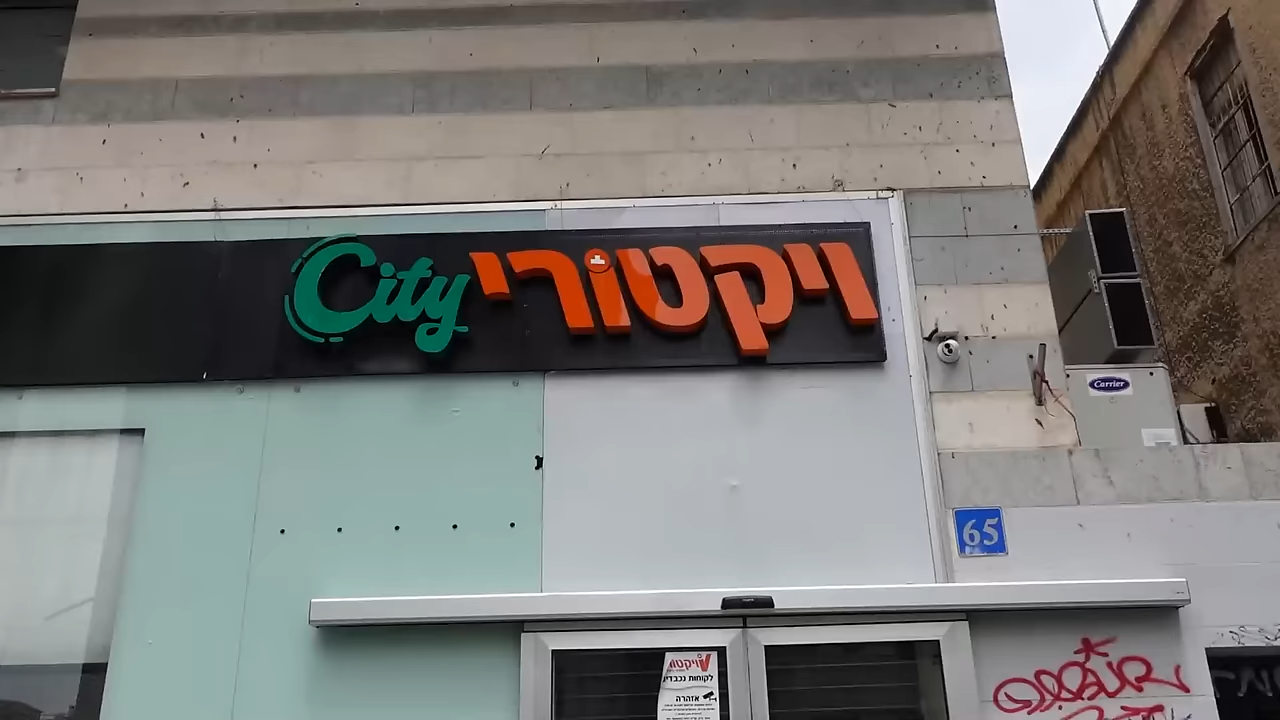 ויקטורי City
Carrier
65
ויקטורי
לקוחות נכבדים
אזהרה